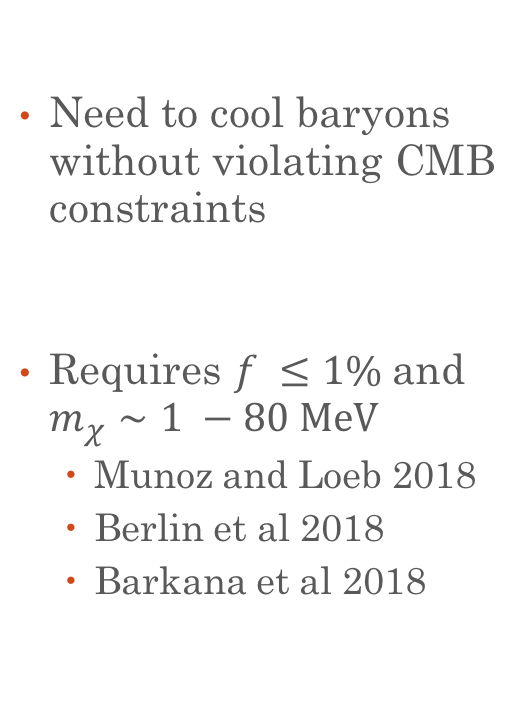 • Need to cool baryons
without violating CMB
constraints
• Requires 𝑓 ≤ 1% and
𝑚𝜒 ~ 1 − 80 MeV
• Munoz and Loeb 2018
• Berlin et al 2018
• Barkana et al 2018